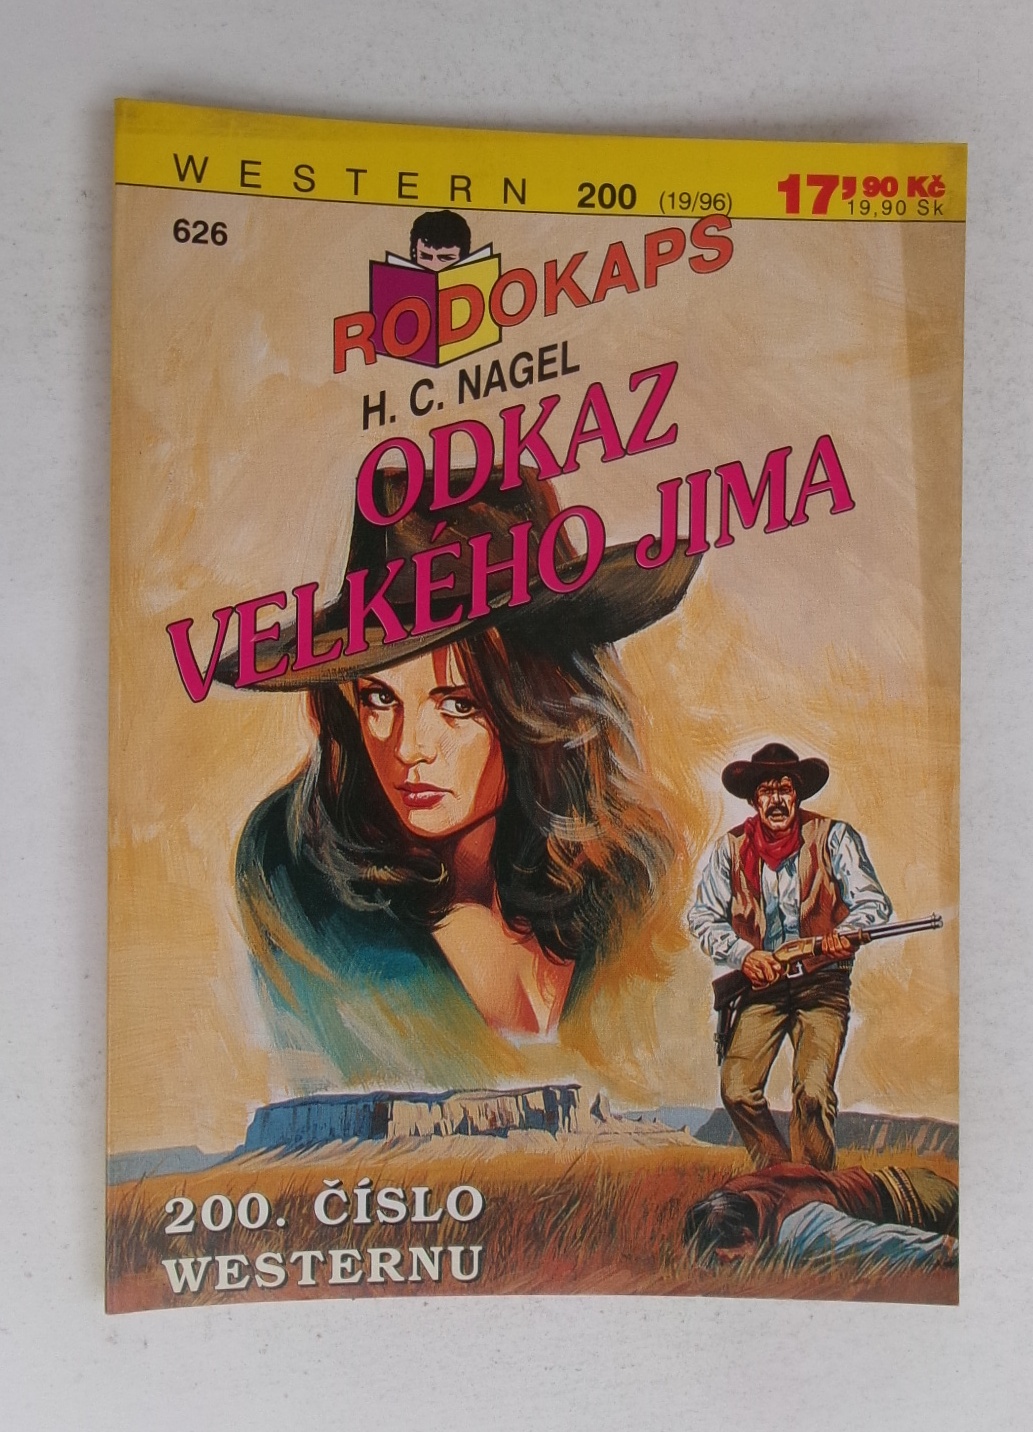 WESTERN 200 (19/96) 17,90 Kč
19,90 Sk
626
RODOKAPS
H. C. NAGEL
ODKAZ
VELKÉHO JIMA
200. ČÍSLO
WESTERNU